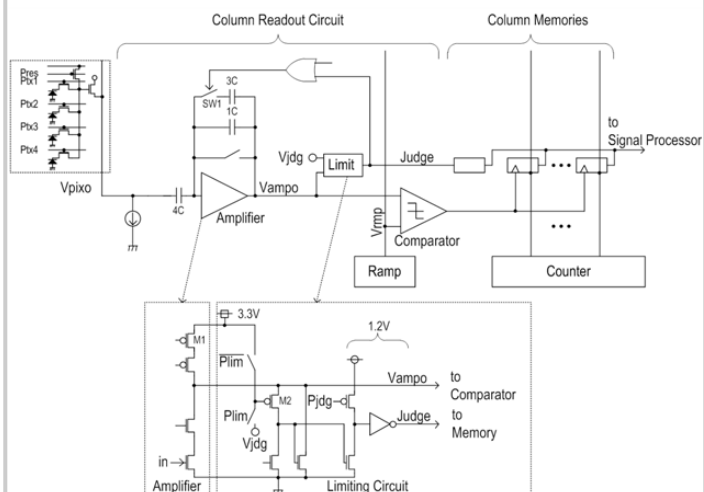 Column Readout Circuit
Column Memories
Pres
Ptx1
Ptx2
Ptx3
Ptx4
3C
SW1
1C
Vjdg
Limit
Judge
to
Signal Processor
Vpixo
4C
Vampo
Amplifier
Vrmp
Comparator
Ramp
Counter
3.3V
1.2V
M1
Plim
Vampo
to
Comparator
M2
Pjdg
Plim
Judge
to
Memory
Vjdg
in
Amplifier
Limiting Circuit